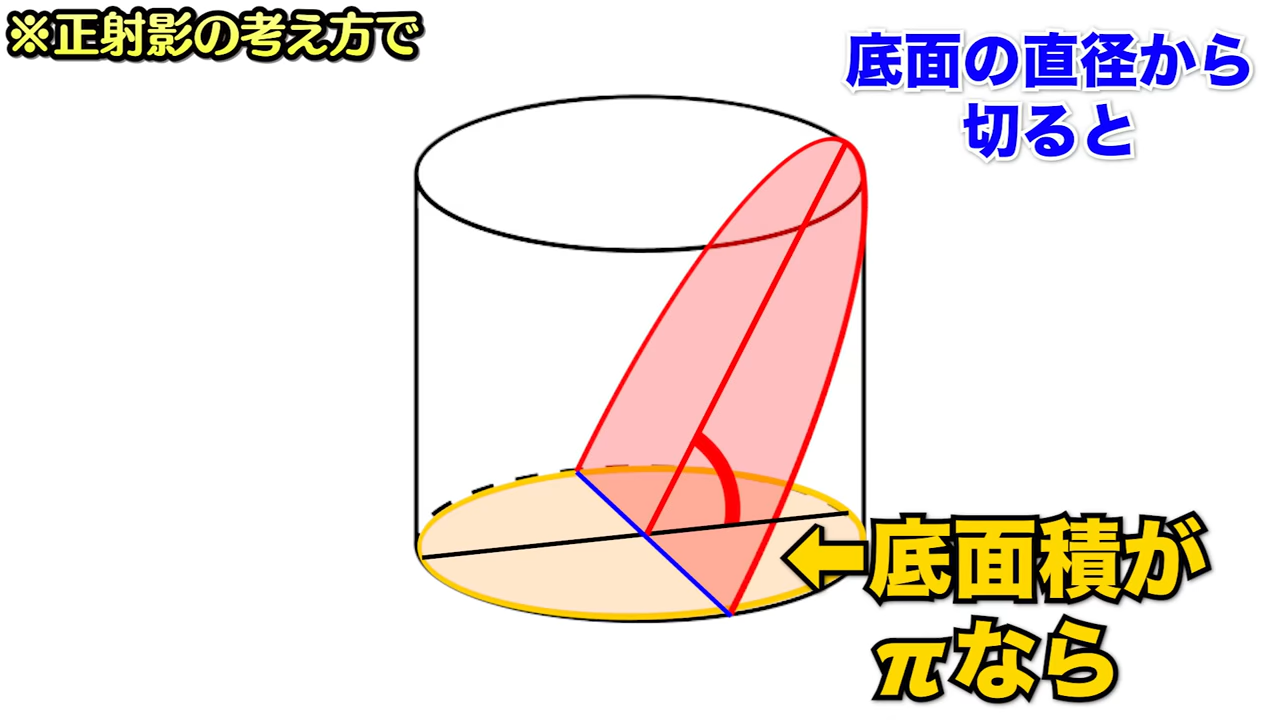 ※正射影の考え方で
底面の直径から
切ると
←底面積が
πなら